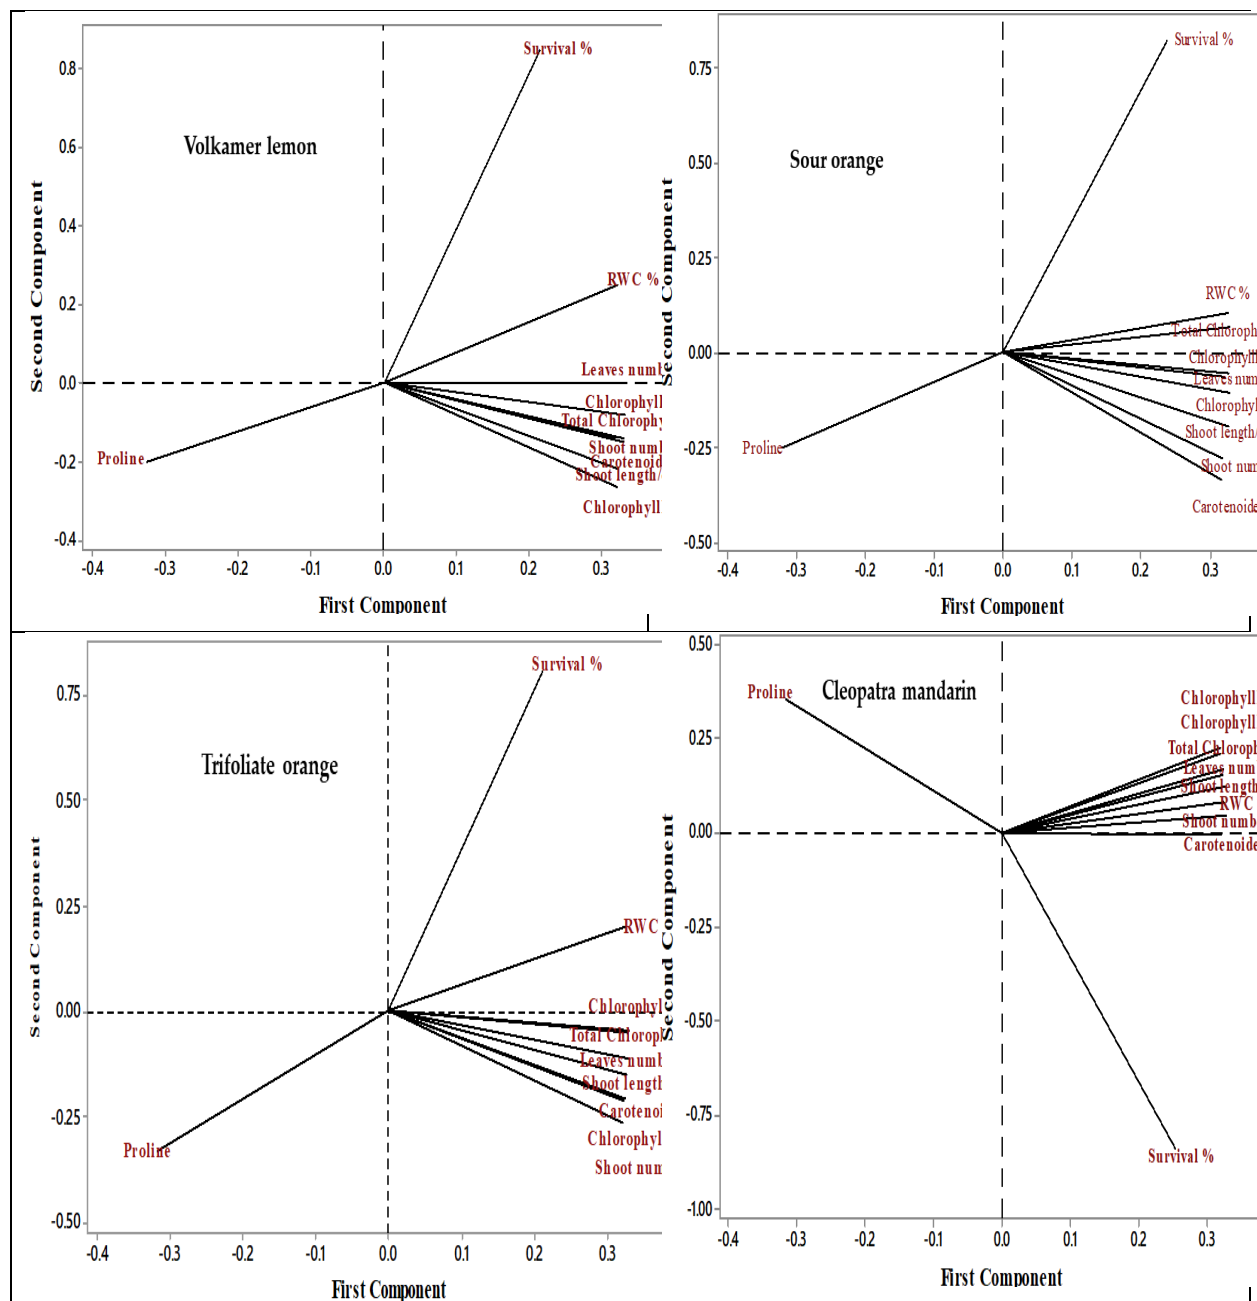 Volkamer lemon
Second Component
0.8
0.6
0.4
0.2
0.0
-0.2
-0.4
Survival %
RWC %
Leaves numb
Chlorophyll
Total Chlorophy
Shoot numb
Carotenoid
Shoot length/
Chlorophyll
Proline
-0.4 -0.3 -0.2 -0.1 0.0 0.1 0.2 0.3
First Component
Sour orange
Second Component
0.75
0.50
0.25
0.00
-0.25
-0.50
Survival %
RWC %
Total Chloroph
Chlorophyll
Leaves num
Chlorophyl
Shoot length/
Shoot num
Carotenoide
Proline
-0.4 -0.3 -0.2 -0.1 0.0 0.1 0.2 0.3
First Component
Trifoliate orange
Second Component
0.75
0.50
0.25
0.00
-0.25
-0.50
Survival %
RWC
Chlorophyl
Total Chlorop
Leaves numb
Shoot length
Carotenoi
Chlorophyl
Shoot num
Proline
-0.4 -0.3 -0.2 -0.1 0.0 0.1 0.2 0.3
First Component
Cleopatra mandarin
Second Component
0.50
0.25
0.00
-0.25
-0.50
-0.75
-1.00
Proline
Chlorophyll
Chlorophyll
Total Chloroph
Leaves num
Shoot length
RWC
Shoot numb
Carotenoide
Survival %
-0.4 -0.3 -0.2 -0.1 0.0 0.1 0.2 0.3
First Component